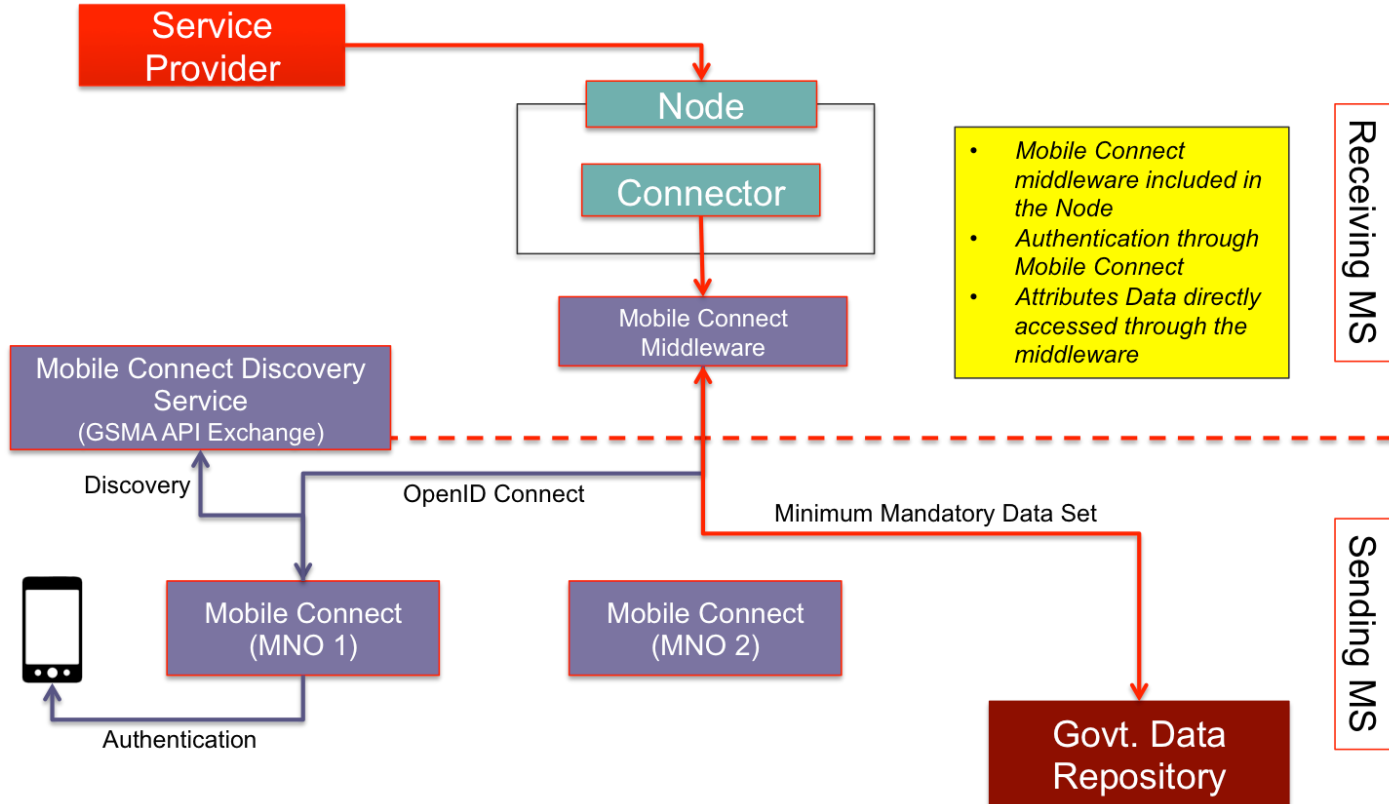 Service
Provider
Node
Connector
Mobile Connect
Middleware
• Mobile Connect
middleware included in
the Node
• Authentication through
Mobile Connect
• Attributes Data directly
accessed through the
middleware
Receiving MS
Mobile Connect Discovery
Service
(GSMA API Exchange)
Discovery
OpenID Connect
Minimum Mandatory Data Set
Mobile Connect
(MNO 1)
Mobile Connect
(MNO 2)
Sending MS
Authentication
Govt. Data
Repository